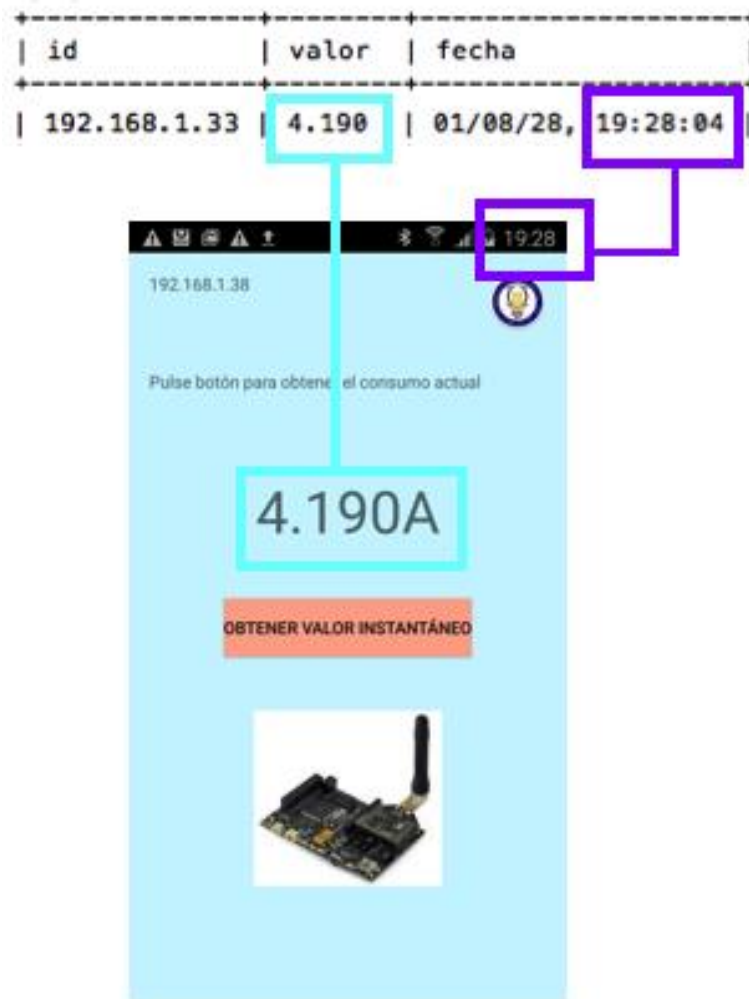 | id | valor | fecha |
| 192.168.1.33 | 4.190 | 01/08/28, 19:28:04 |
19:28
192.168.1.38
Pulse botón para obtener el consumo actual
4.190A
OBTENER VALOR INSTANTÁNEO